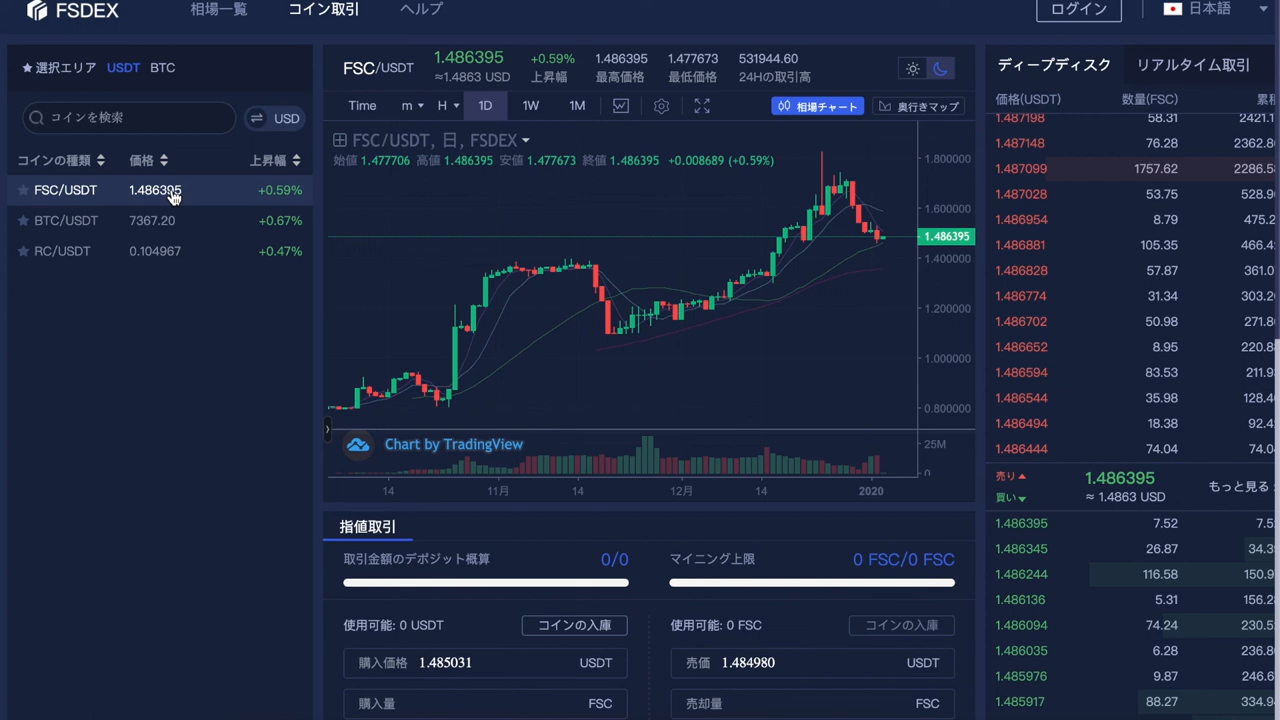 FSDEX 相場一覧 コイン取引 ヘルプ ログイン 日本語
選択エリア USDT BTC
コインを検索 USD
コインの種類 価格 上昇幅
FSC/USDT 1.486395 +0.59%
BTC/USDT 7367.20 +0.67%
RC/USDT 0.104967 +0.47%
FSC/USDT 1.486395 ≈1.4863 USD +0.59% 上昇幅 1.486395 最高価格 1.477673 最低価格 531944.60 24Hの取引高
Time m H 1D 1W 1M 相場チャート 奥行きマップ
FSC/USDT, 日, FSDEX
始値 1.477706 高値 1.486395 安値 1.477673 終値 1.486395 +0.008689 (+0.59%)
1.800000
1.600000
1.486395
1.400000
1.200000
1.000000
0.800000
Chart by TradingView
25M
0
14 11月 14 12月 14 2020
指値取引
取引金額のデポジット概算 0/0 マイニング上限 0 FSC/0 FSC
使用可能: 0 USDT コインの入庫 使用可能: 0 FSC コインの入庫
購入価格 1.485031 USDT 売価 1.484980 USDT
購入量 FSC 売却量 FSC
ディープディスク リアルタイム取引
価格(USDT) 数量(FSC) 累積
1.487198 58.31 2421.1
1.487148 76.28 2362.8
1.487099 1757.62 2286.5
1.487028 53.75 528.9
1.486954 8.79 475.2
1.486881 105.35 466.4
1.486828 57.87 361.0
1.486774 31.34 303.2
1.486702 50.98 271.8
1.486652 8.95 220.8
1.486594 83.53 211.9
1.486544 35.98 128.4
1.486494 18.38 92.4
1.486444 74.04 74.0
売り 1.486395
買い ≈ 1.4863 USD もっと見る
1.486395 7.52 7.5
1.486345 26.87 34.3
1.486244 116.58 150.9
1.486136 5.31 156.2
1.486094 74.24 230.5
1.486035 6.28 236.8
1.485976 9.87 246.6
1.485917 88.27 334.9